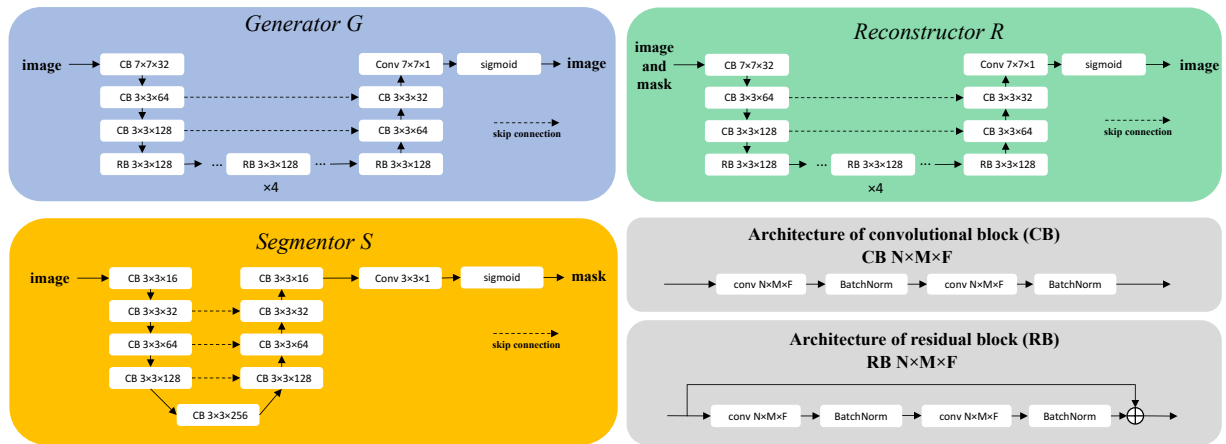 Generator G
image
CB 7×7×32
Conv 7×7×1
sigmoid
image
CB 3×3×64
CB 3×3×32
CB 3×3×128
CB 3×3×64
skip connection
RB 3×3×128
...
RB 3×3×128
...
RB 3×3×128
×4
Reconstructor R
image
and
mask
CB 7×7×32
Conv 7×7×1
sigmoid
image
CB 3×3×64
CB 3×3×32
CB 3×3×128
CB 3×3×64
skip connection
RB 3×3×128
...
RB 3×3×128
...
RB 3×3×128
×4
Segmentor S
image
CB 3×3×16
CB 3×3×16
Conv 3×3×1
sigmoid
mask
CB 3×3×32
CB 3×3×32
CB 3×3×64
CB 3×3×64
skip connection
CB 3×3×128
CB 3×3×128
CB 3×3×256
Architecture of convolutional block (CB)
CB N×M×F
conv N×M×F
BatchNorm
conv N×M×F
BatchNorm
Architecture of residual block (RB)
RB N×M×F
conv N×M×F
BatchNorm
conv N×M×F
BatchNorm